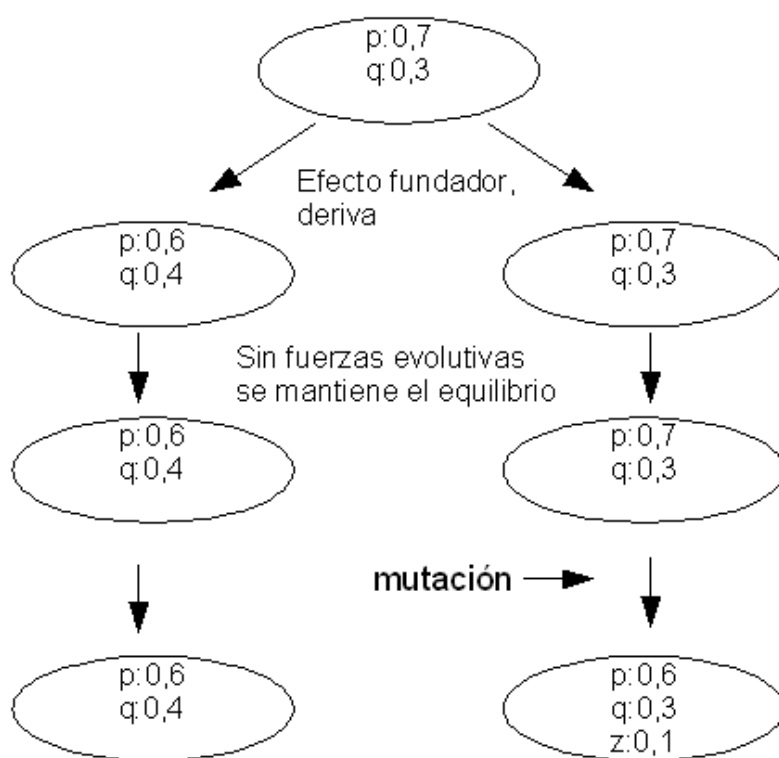 p:0,7
q:0,3
Efecto fundador,
deriva
p:0,6
q:0,4
p:0,7
q:0,3
Sin fuerzas evolutivas
se mantiene el equilibrio
p:0,6
q:0,4
p:0,7
q:0,3
mutación
p:0,6
q:0,4
p:0,6
q:0,3
z:0,1